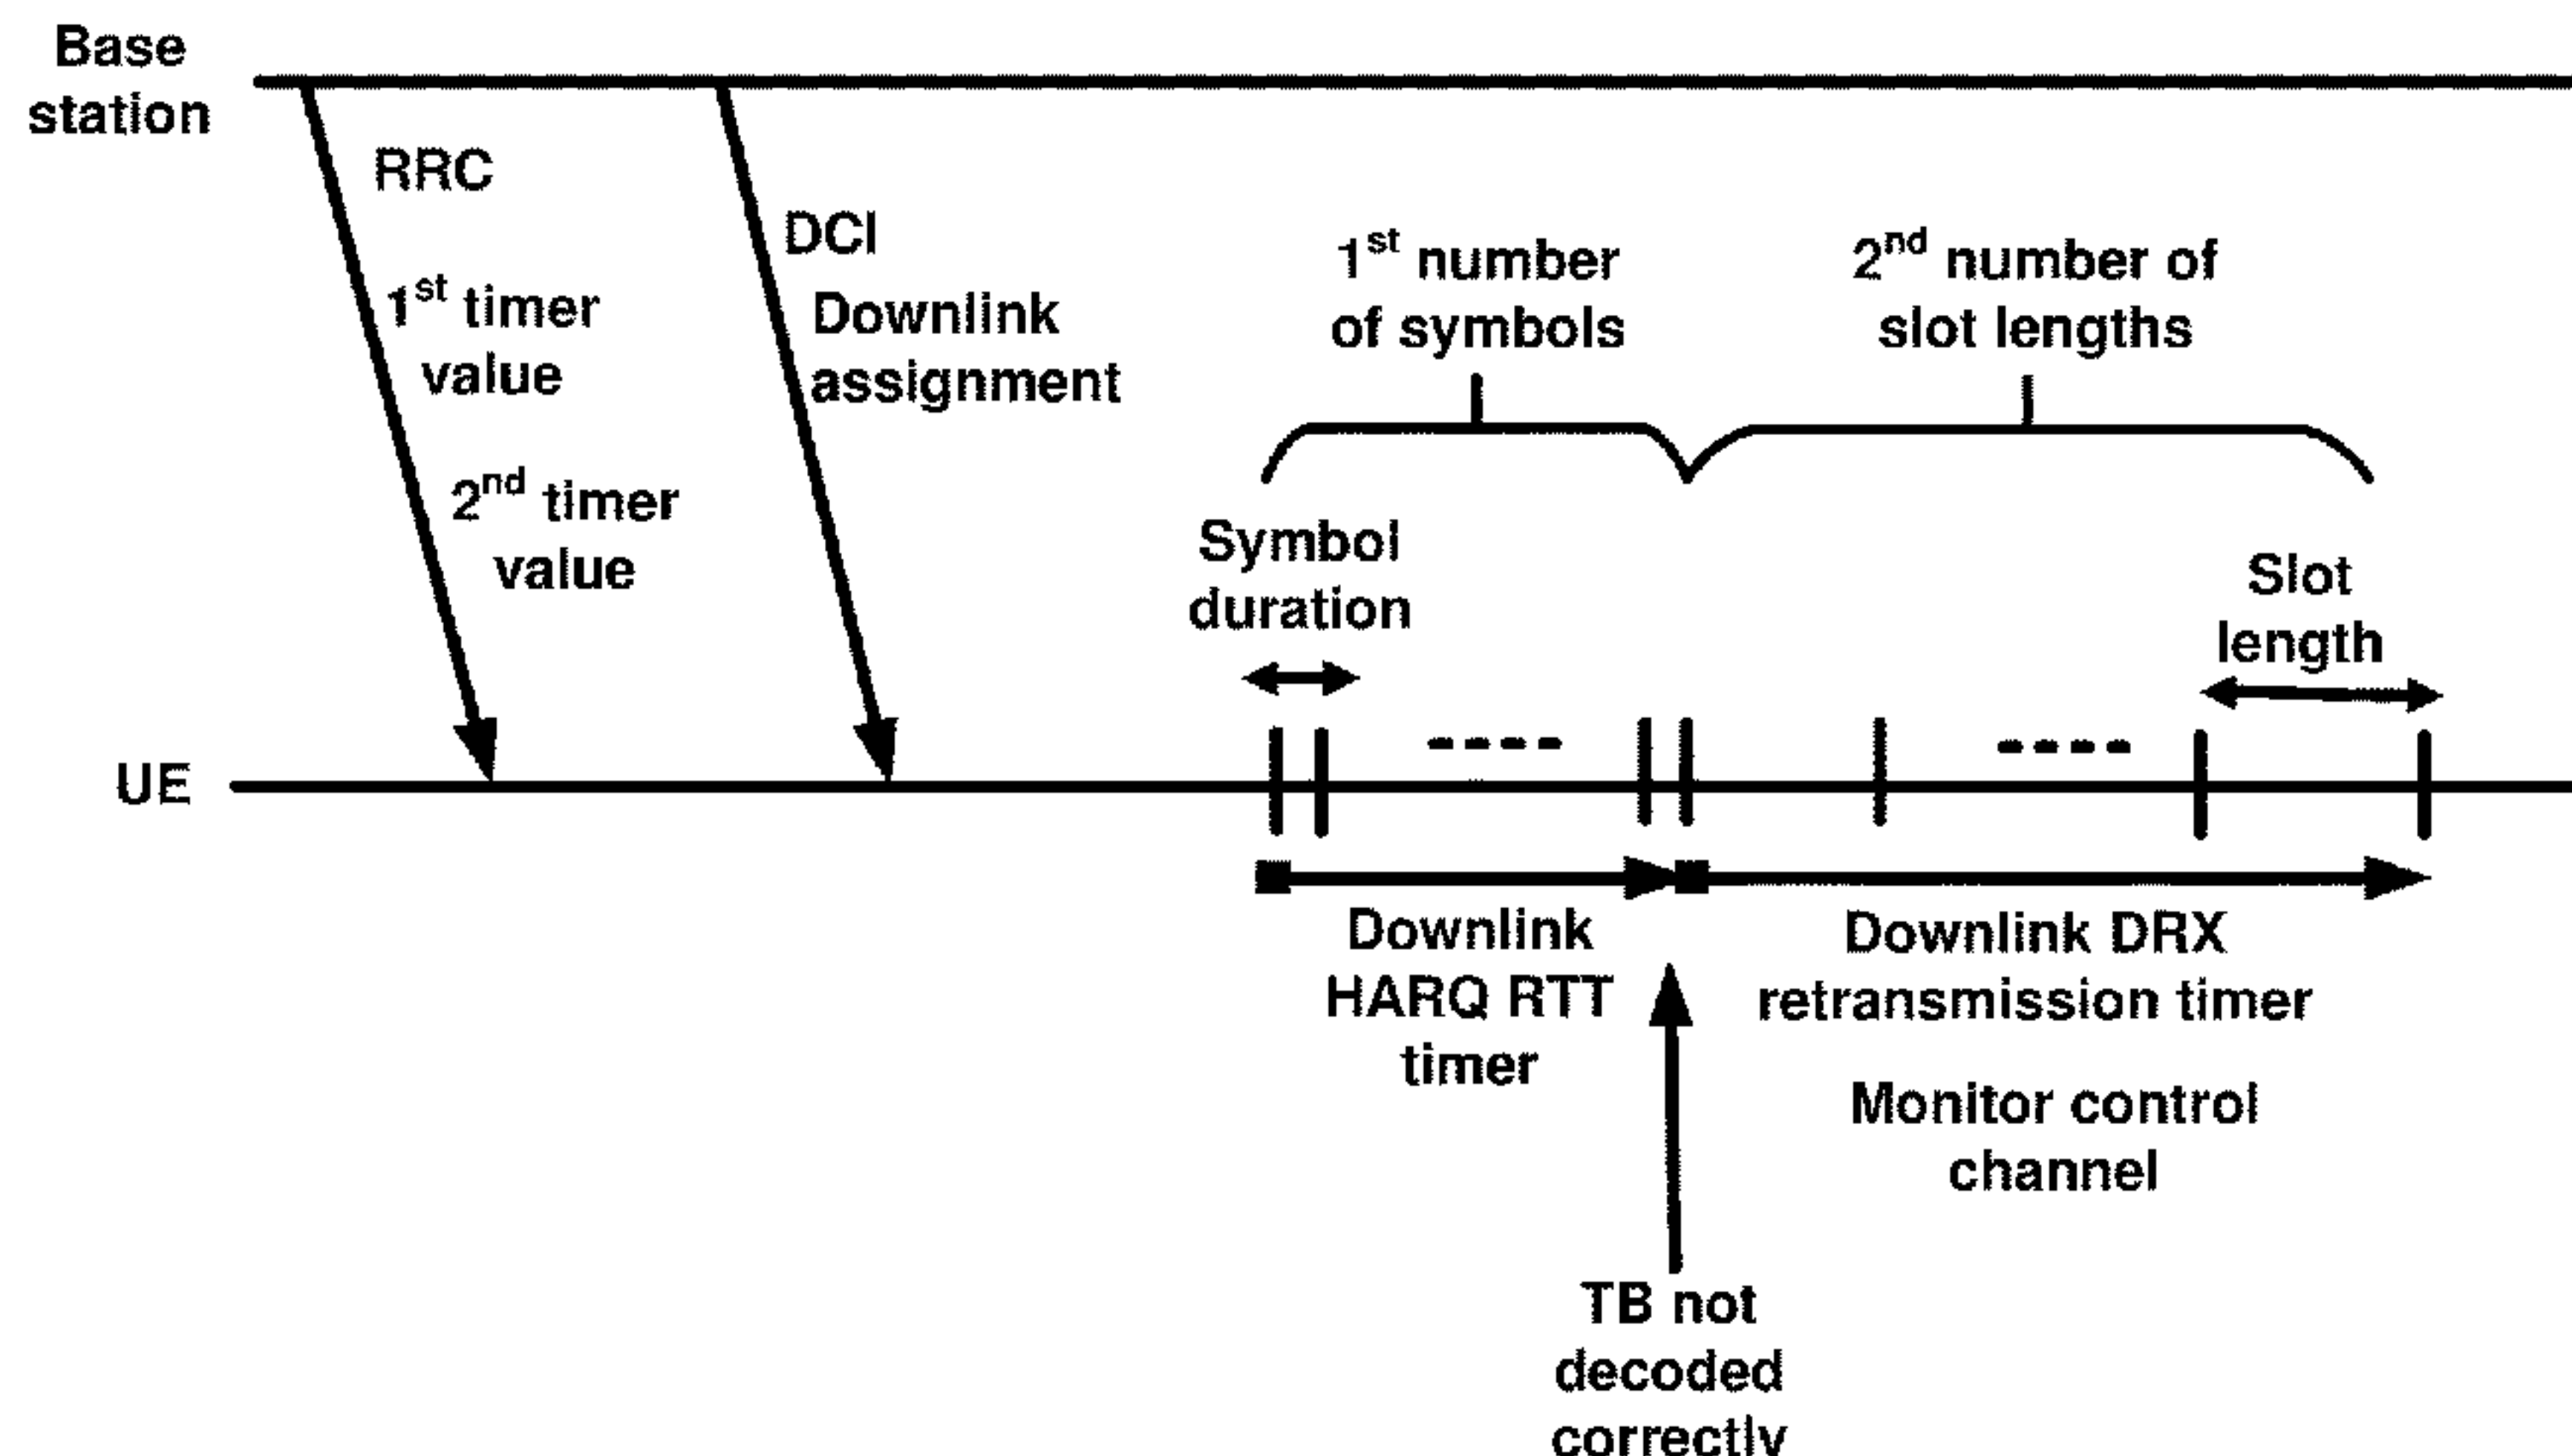 Base
station
RRC
1st timer
value
2nd timer
value
DCI
Downlink
assignment
1st number
of symbols
2nd number of
slot lengths
Symbol
duration
Slot
length
UE
Downlink
HARQ RTT
timer
Downlink DRX
retransmission timer
Monitor control
channel
TB not
decoded
correctly